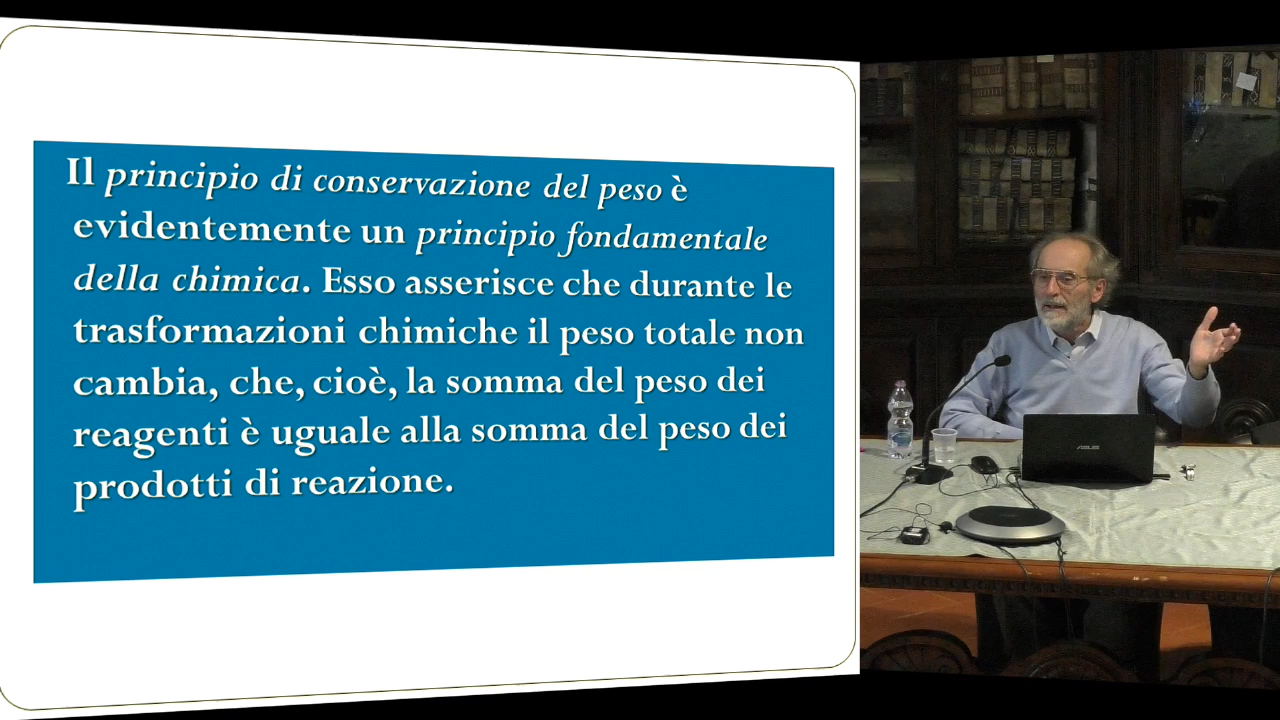 Il principio di conservazione del peso è
evidentemente un principio fondamentale
della chimica. Esso asserisce che durante le
trasformazioni chimiche il peso totale non
cambia, che, cioè, la somma del peso dei
reagenti è uguale alla somma del peso dei
prodotti di reazione.
ASUS